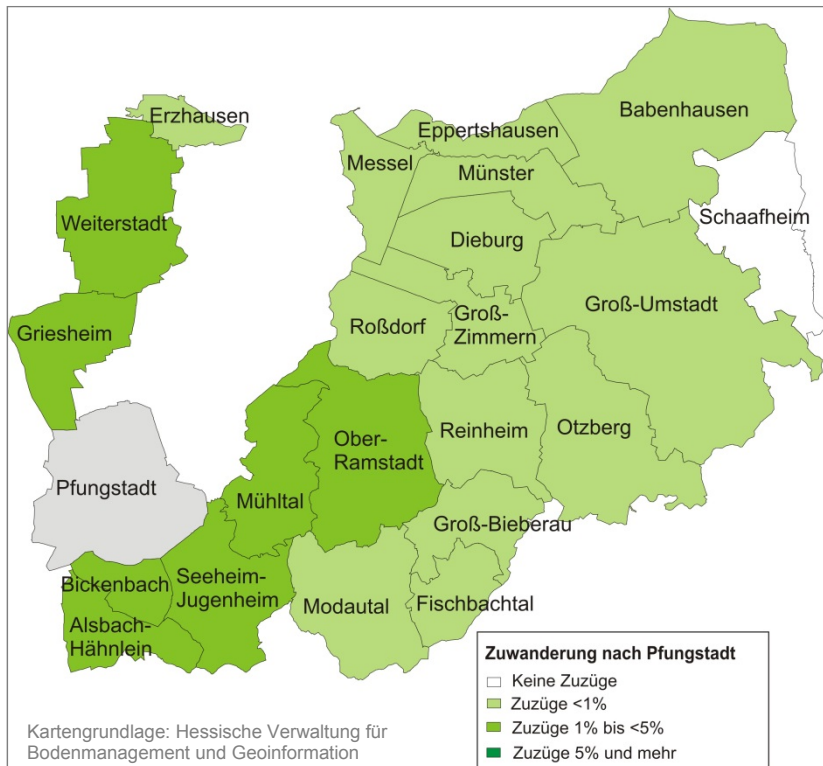 Erzhausen
Babenhausen
Eppertshausen
Messel
Münster
Weiterstadt
Schaafheim
Dieburg
Groß-Umstadt
Griesheim
Roßdorf
Groß-
Zimmern
Ober-
Ramstadt
Reinheim
Otzberg
Pfungstadt
Mühltal
Groß-Bieberau
Bickenbach
Seeheim-
Jugenheim
Modautal
Fischbachtal
Alsbach-
Hähnlein
Zuwanderung nach Pfungstadt
Keine Zuzüge
Zuzüge <1%
Zuzüge 1% bis <5%
Zuzüge 5% und mehr
Kartengrundlage: Hessische Verwaltung für
Bodenmanagement und Geoinformation